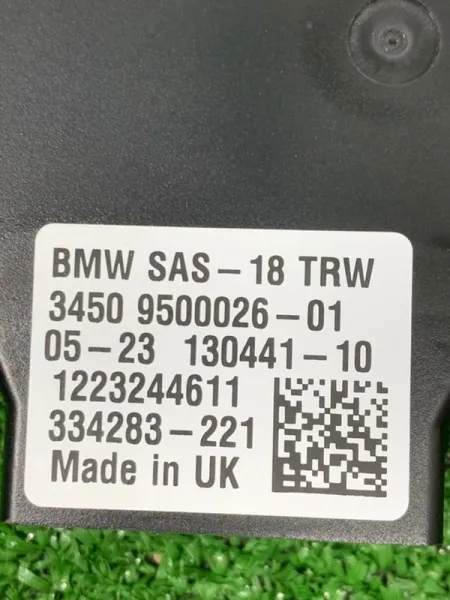 BMW SAS-18 TRW
3450 9500026-01
05-23 130441-10
1223244611
334283-221
Made in UK